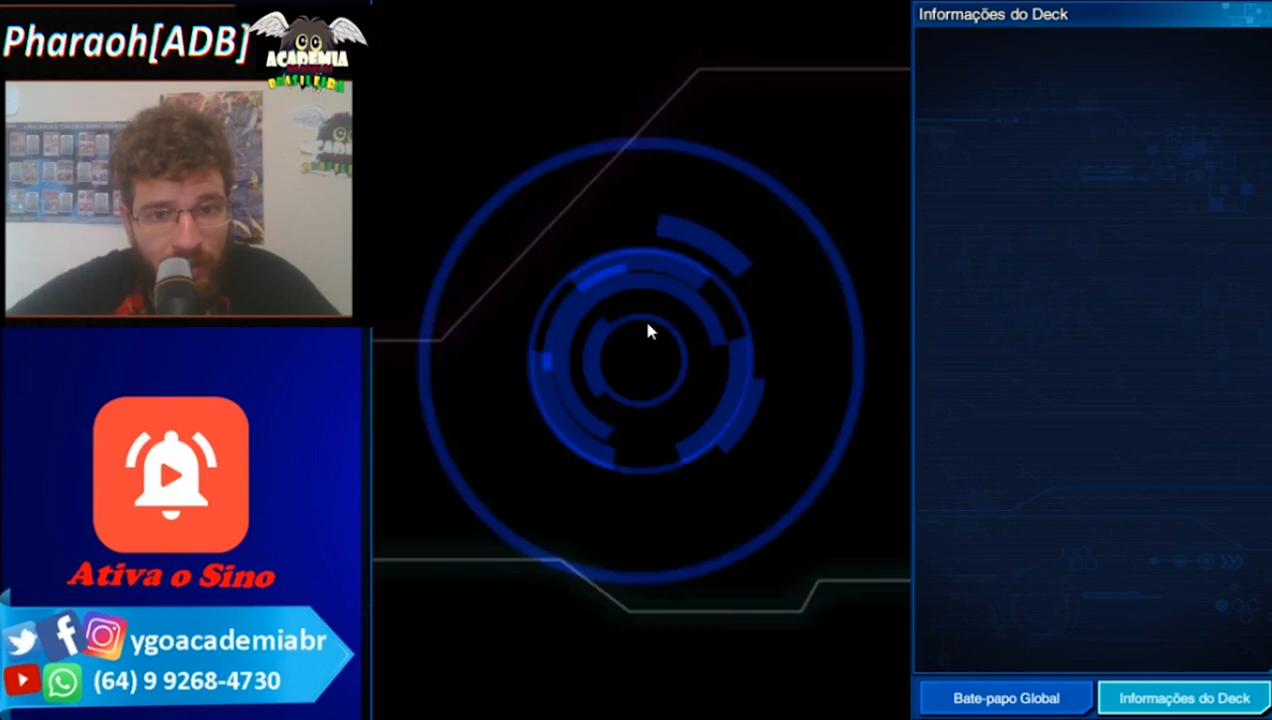 Pharaoh[ADB]
ACADEMIA
BRASILEIRA
Ativa o Sino
ygoacademiabr
(64) 9 9268-4730
Informações do Deck
Bate-papo Global
Informações do Deck